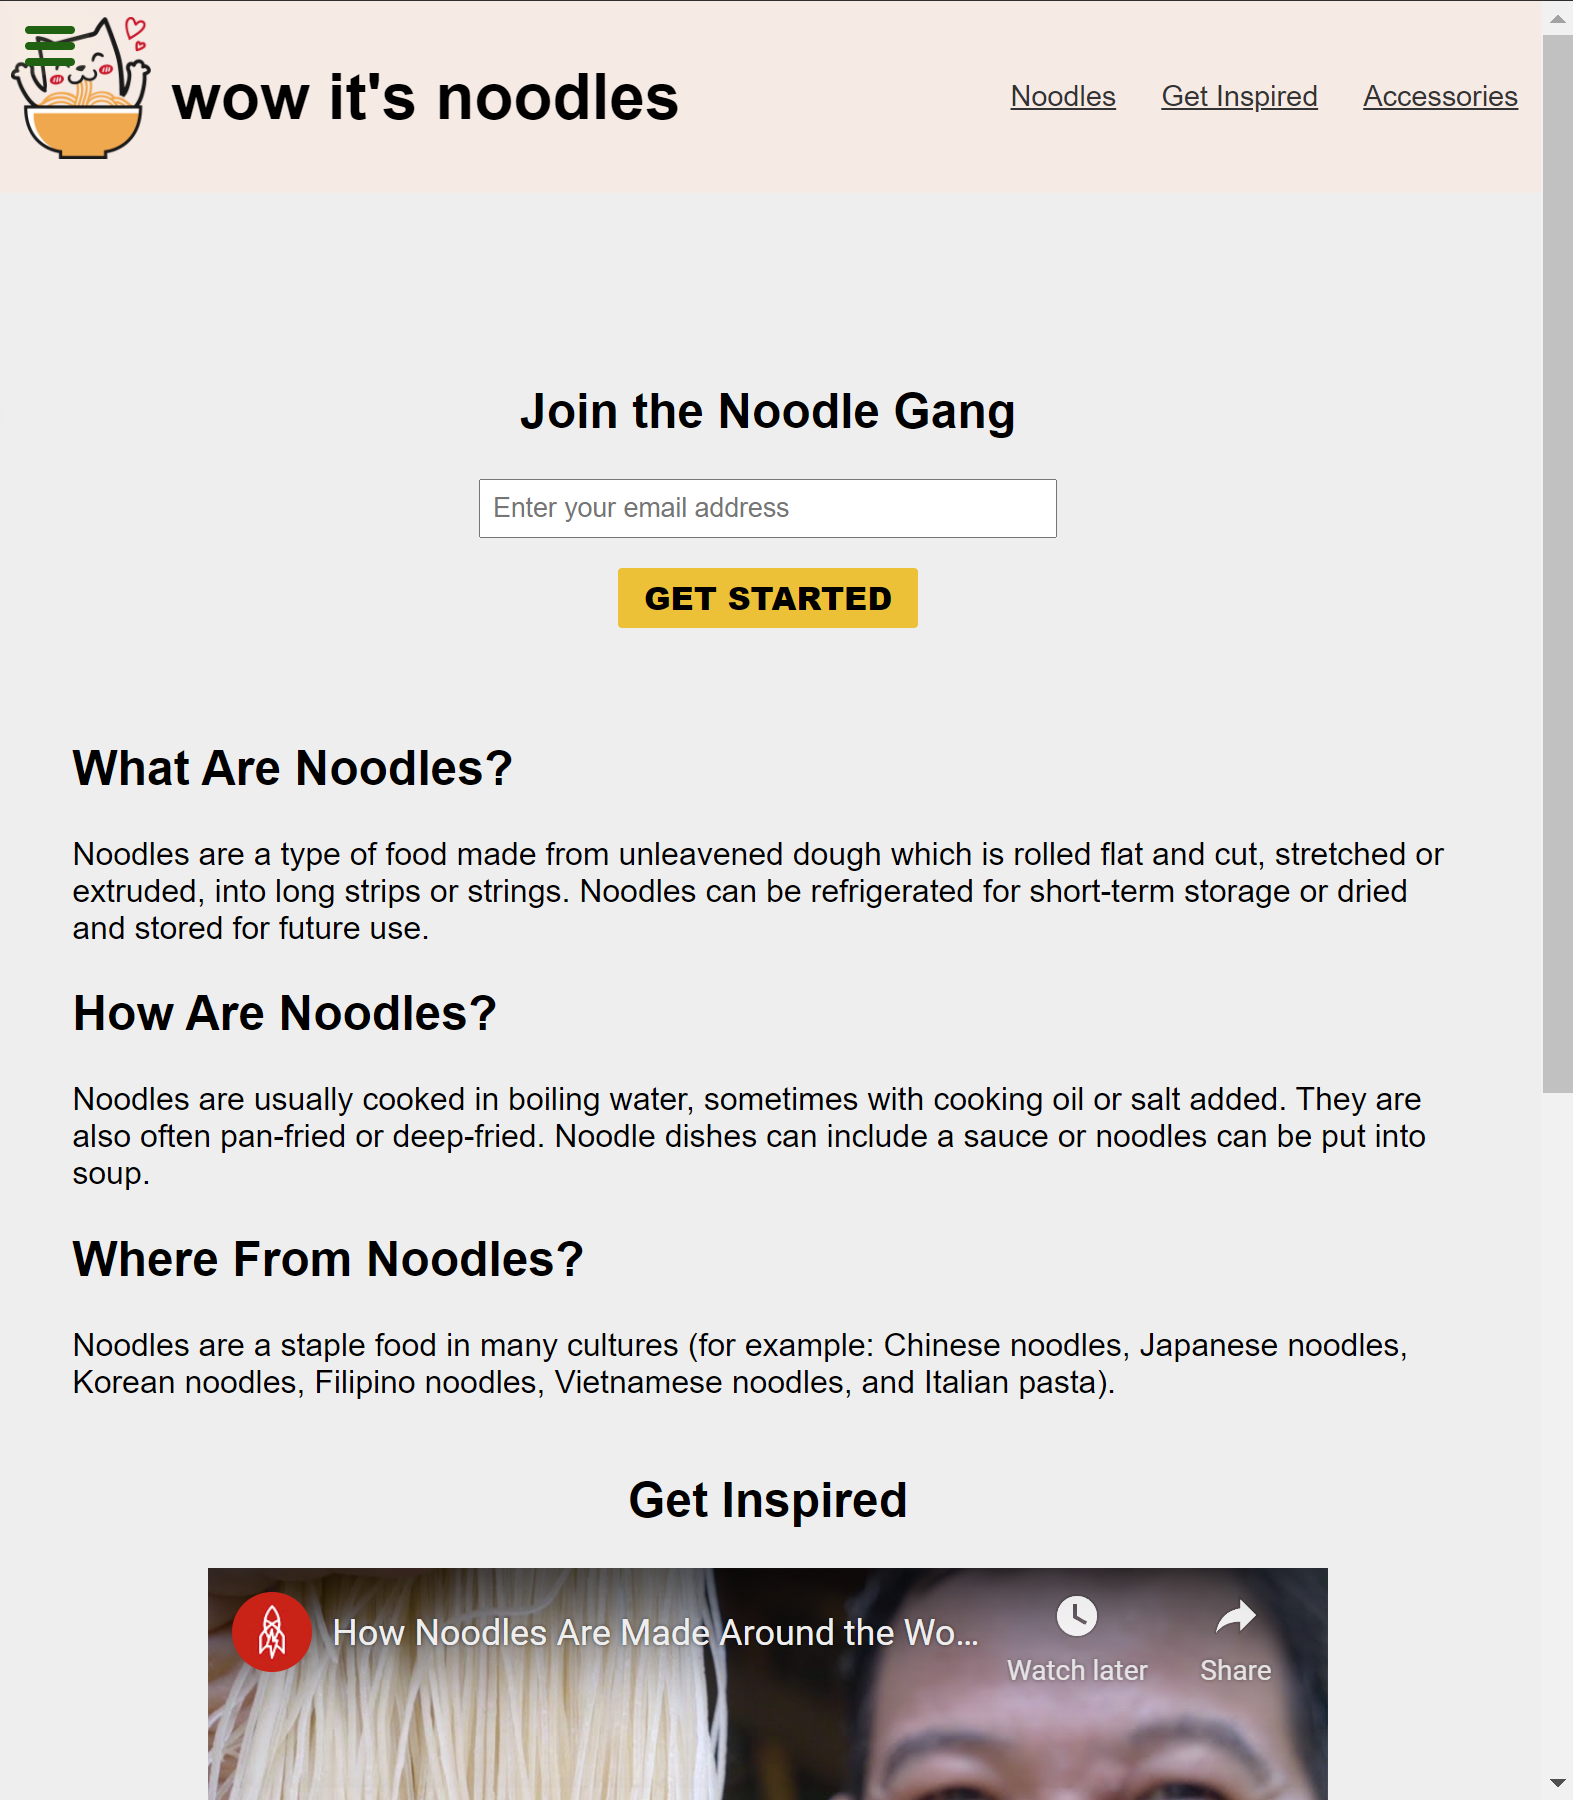 wow it's noodles
Noodles
Get Inspired
Accessories
Join the Noodle Gang
Enter your email address
GET STARTED
What Are Noodles?
Noodles are a type of food made from unleavened dough which is rolled flat and cut, stretched or
extruded, into long strips or strings. Noodles can be refrigerated for short-term storage or dried
and stored for future use.
How Are Noodles?
Noodles are usually cooked in boiling water, sometimes with cooking oil or salt added. They are
also often pan-fried or deep-fried. Noodle dishes can include a sauce or noodles can be put into
soup.
Where From Noodles?
Noodles are a staple food in many cultures (for example: Chinese noodles, Japanese noodles,
Korean noodles, Filipino noodles, Vietnamese noodles, and Italian pasta).
Get Inspired
How Noodles Are Made Around the Wo...
Watch later
Share